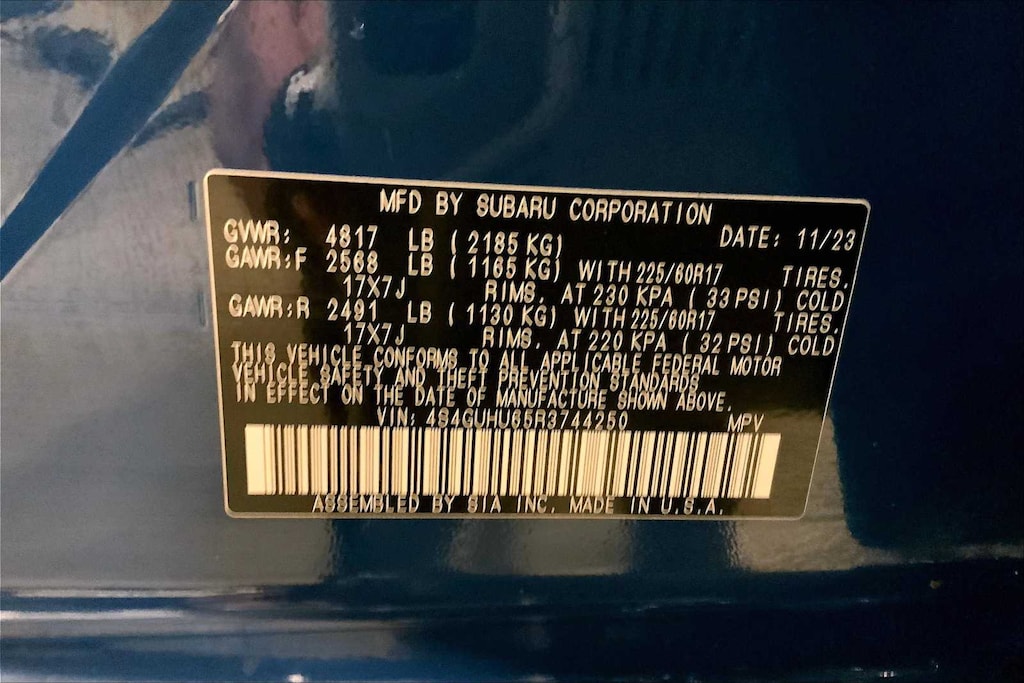 MFD BY SUBARU CORPORATION
GVWR: 4817 LB ( 2185 KG) DATE: 11/23
GAWR:F 2568 LB ( 1165 KG) WITH 225/60R17 TIRES,
17X7J RIMS, AT 230 KPA ( 33 PSI) COLD
GAWR:R 2491 LB ( 1130 KG) WITH 225/60R17 TIRES,
17X7J RIMS, AT 220 KPA ( 32 PSI) COLD
THIS VEHICLE CONFORMS TO ALL APPLICABLE FEDERAL MOTOR
VEHICLE SAFETY AND THEFT PREVENTION STANDARDS
IN EFFECT ON THE DATE OF MANUFACTURE SHOWN ABOVE.
VIN: 4S4GUHU65R3744250 MPV
ASSEMBLED BY SIA INC. MADE IN U.S.A.